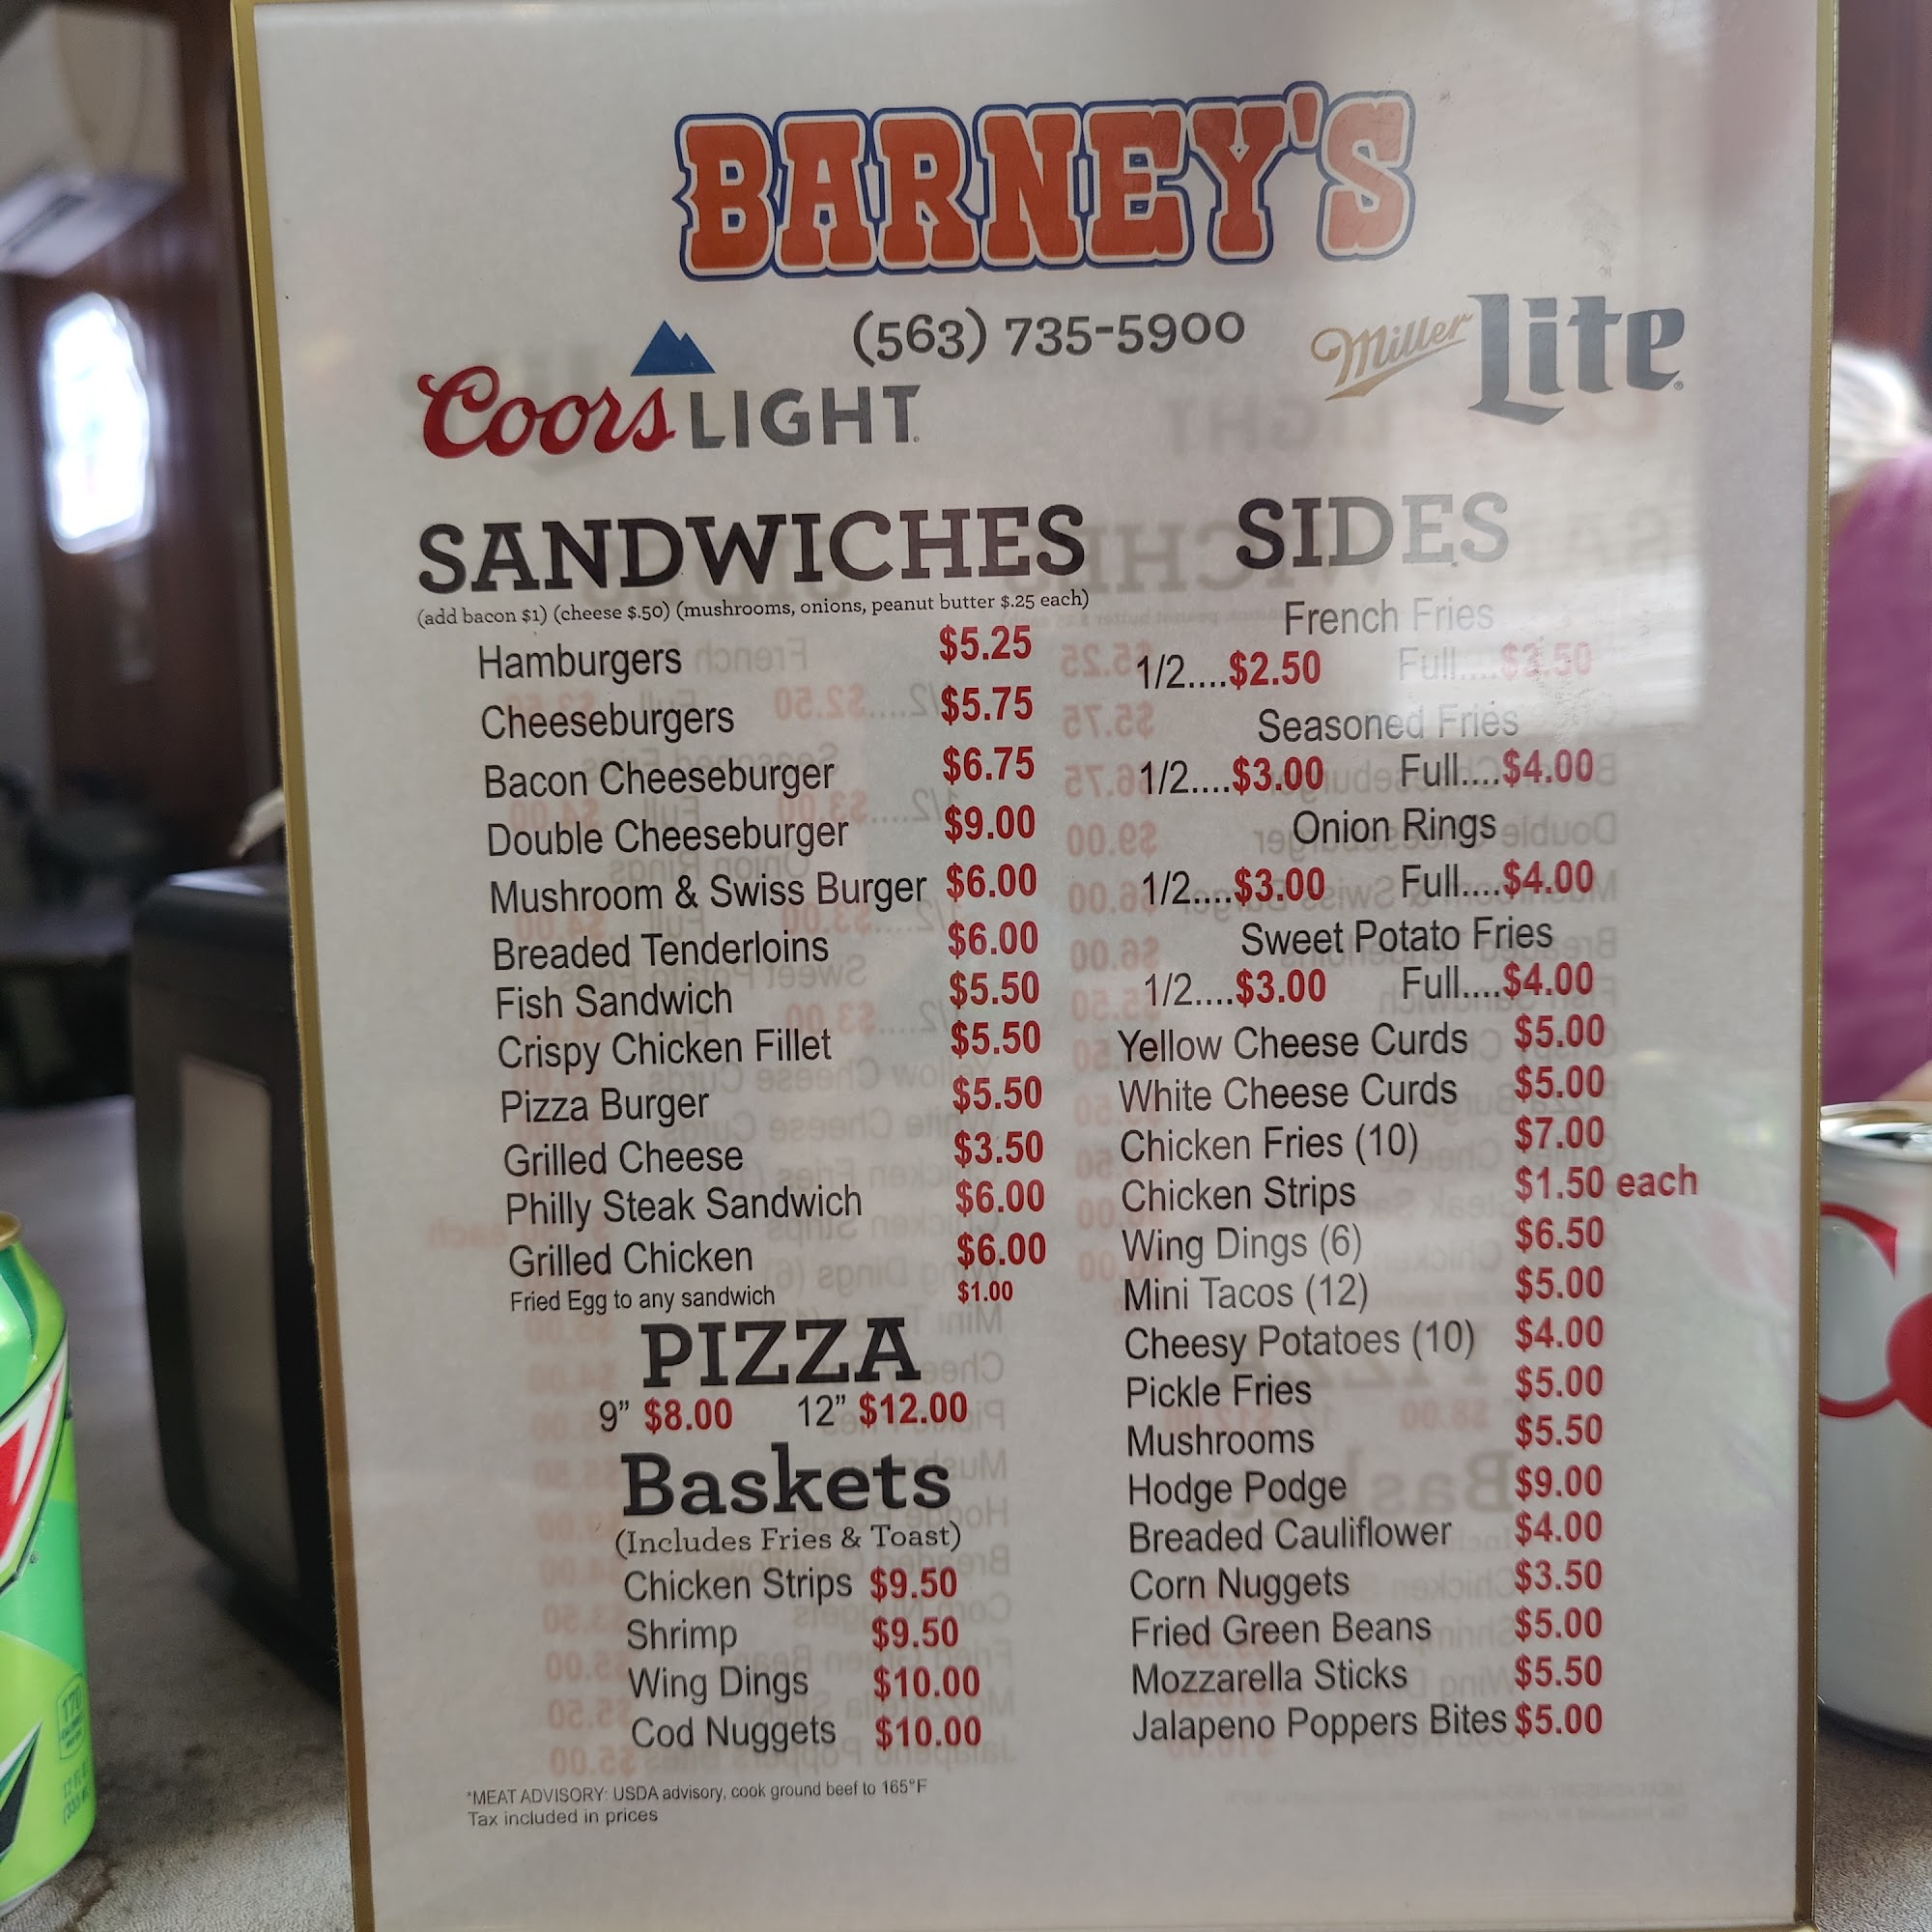 BARNEY'S
(563) 735-5900
Coors LIGHT
Miller Lite
SANDWICHES
(add bacon $1) (cheese $.50) (mushrooms, onions, peanut butter $.25 each)
Hamburgers $5.25
Cheeseburgers $5.75
Bacon Cheeseburger $6.75
Double Cheeseburger $9.00
Mushroom & Swiss Burger $6.00
Breaded Tenderloins $6.00
Fish Sandwich $5.50
Crispy Chicken Fillet $5.50
Pizza Burger $5.50
Grilled Cheese $3.50
Philly Steak Sandwich $6.00
Grilled Chicken $6.00
Fried Egg to any sandwich $1.00
PIZZA
9” $8.00 12” $12.00
Baskets
(Includes Fries & Toast)
Chicken Strips $9.50
Shrimp $9.50
Wing Dings $10.00
Cod Nuggets $10.00
*MEAT ADVISORY: USDA advisory, cook ground beef to 165°F
Tax included in prices
SIDES
French Fries
1/2....$2.50 Full....
Seasoned Fries
1/2....$3.00 Full....$4.00
Onion Rings
1/2....$3.00 Full....$4.00
Sweet Potato Fries
1/2....$3.00 Full....$4.00
Yellow Cheese Curds $5.00
White Cheese Curds $5.00
Chicken Fries (10) $7.00
Chicken Strips $1.50 each
Wing Dings (6) $6.50
Mini Tacos (12) $5.00
Cheesy Potatoes (10) $4.00
Pickle Fries $5.00
Mushrooms $5.50
Hodge Podge $9.00
Breaded Cauliflower $4.00
Corn Nuggets $3.50
Fried Green Beans $5.00
Mozzarella Sticks $5.50
Jalapeno Poppers Bites $5.00
170